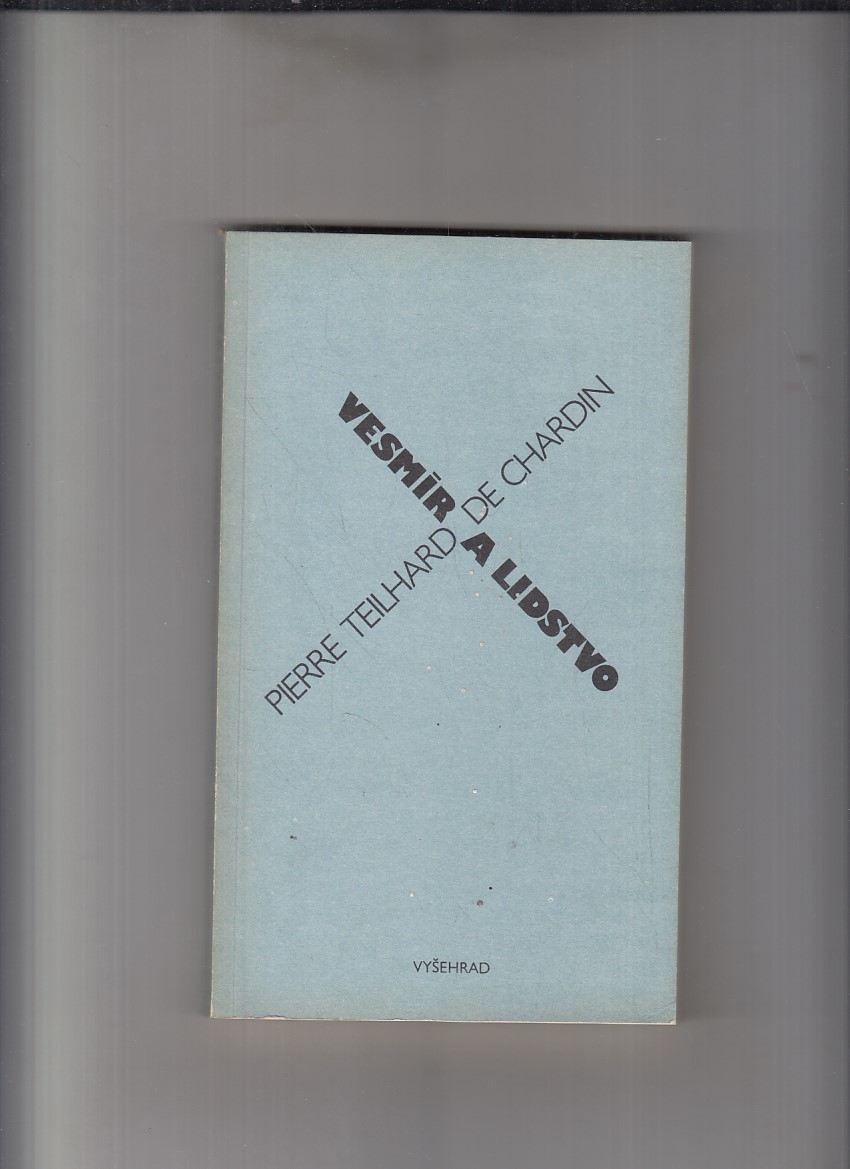 VESMÍR A LIDSTVO
PIERRE TEILHARD DE CHARDIN
VYŠEHRAD